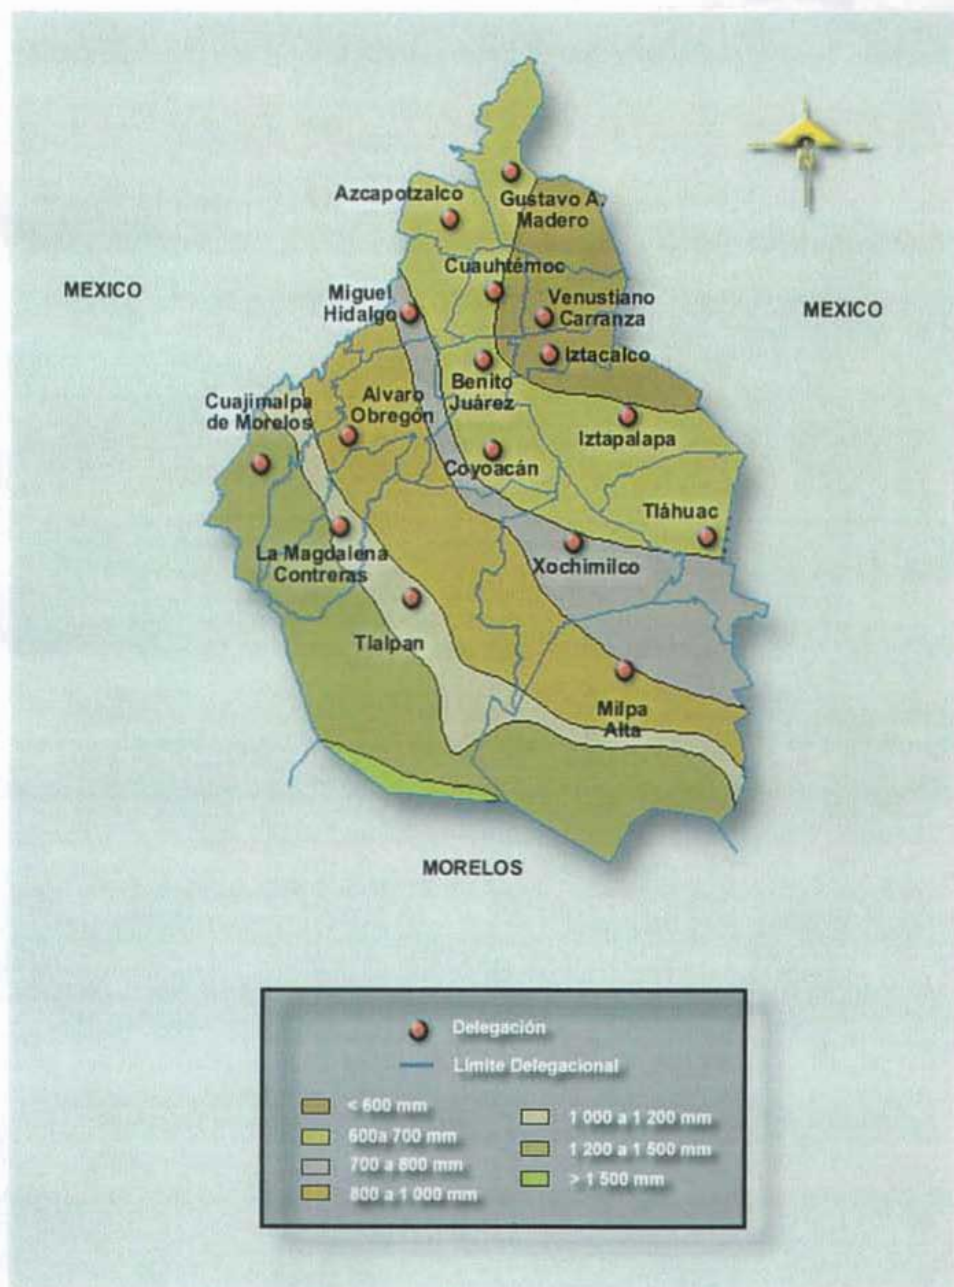 Azcapotzalco
Gustavo A.
Madero
Cuauhtémoc
MEXICO
Miguel
Hidalgo
Venustiano
Carranza
MEXICO
Iztacalco
Benito
Juárez
Cuajimalpa
de Morelos
Alvaro
Obregón
Iztapalapa
Coyoacán
Tláhuac
La Magdalena
Contreras
Xochimilco
Tlalpan
Milpa
Alta
MORELOS
N
Delegación
Límite Delegacional
< 600 mm
600a 700 mm
700 a 800 mm
800 a 1 000 mm
1 000 a 1 200 mm
1 200 a 1 500 mm
> 1 500 mm